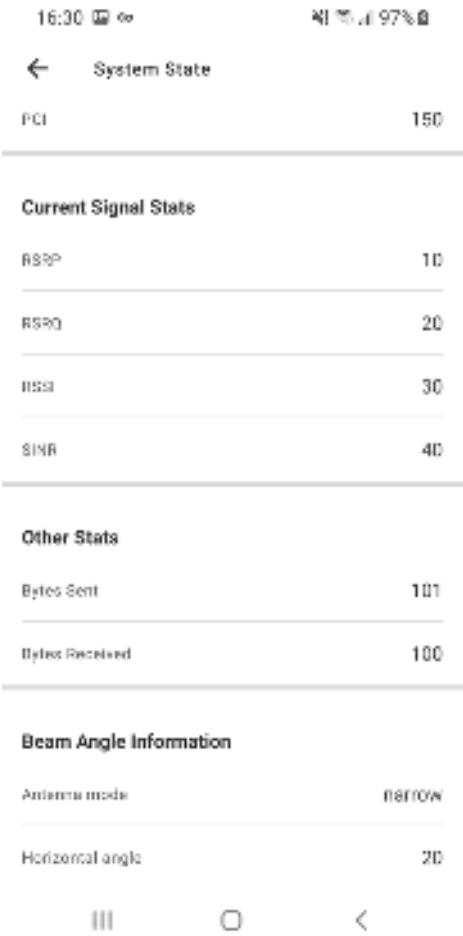 16:30 97%
System State
PCI 150
Current Signal Stats
RSRP 10
RSRQ 20
RSSI 30
SINR 40
Other Stats
Bytes Sent 101
Bytes Received 100
Beam Angle Information
Antenna mode narrow
Horizontal angle 20